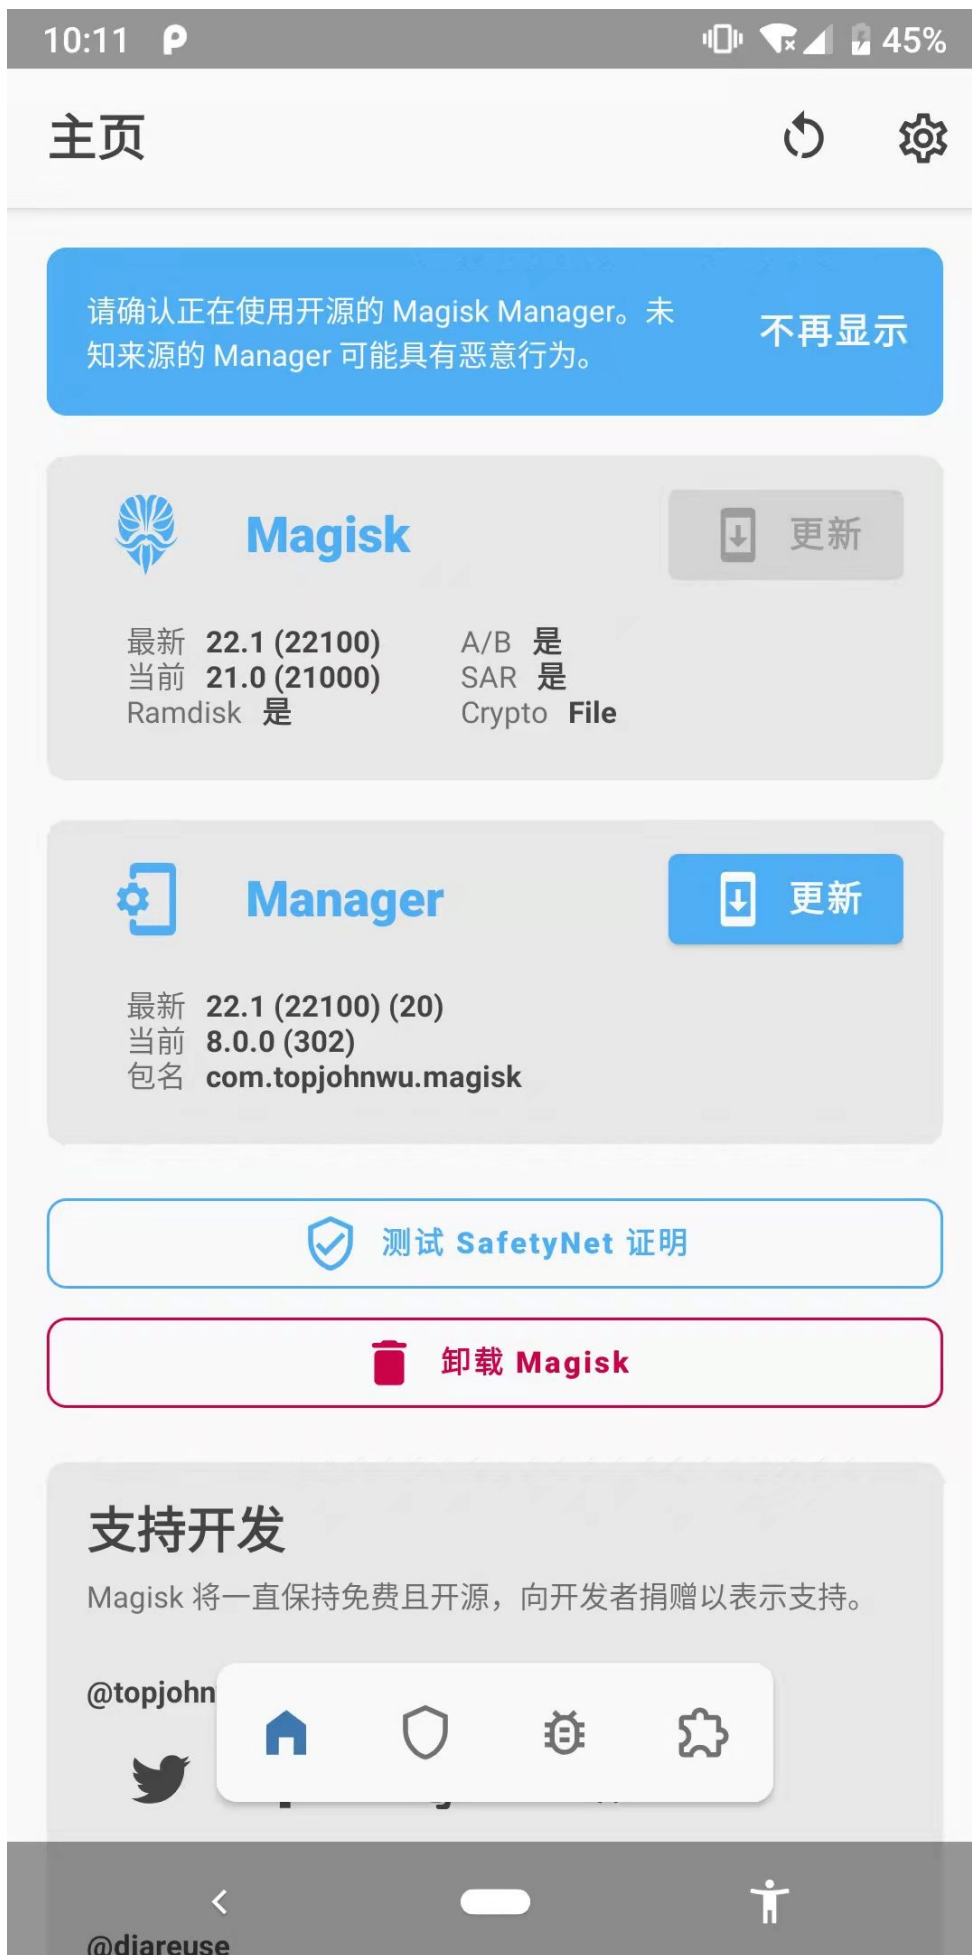 10:11
45%
主页
请确认正在使用开源的 Magisk Manager。未
知来源的 Manager 可能具有恶意行为。
不再显示
Magisk
更新
最新 22.1 (22100)
A/B 是
当前 21.0 (21000)
SAR 是
Ramdisk 是
Crypto File
Manager
更新
最新 22.1 (22100) (20)
当前 8.0.0 (302)
包名 com.topjohnwu.magisk
测试 SafetyNet 证明
卸载 Magisk
支持开发
Magisk 将一直保持免费且开源，向开发者捐赠以表示支持。
@topjohn
@diareuse